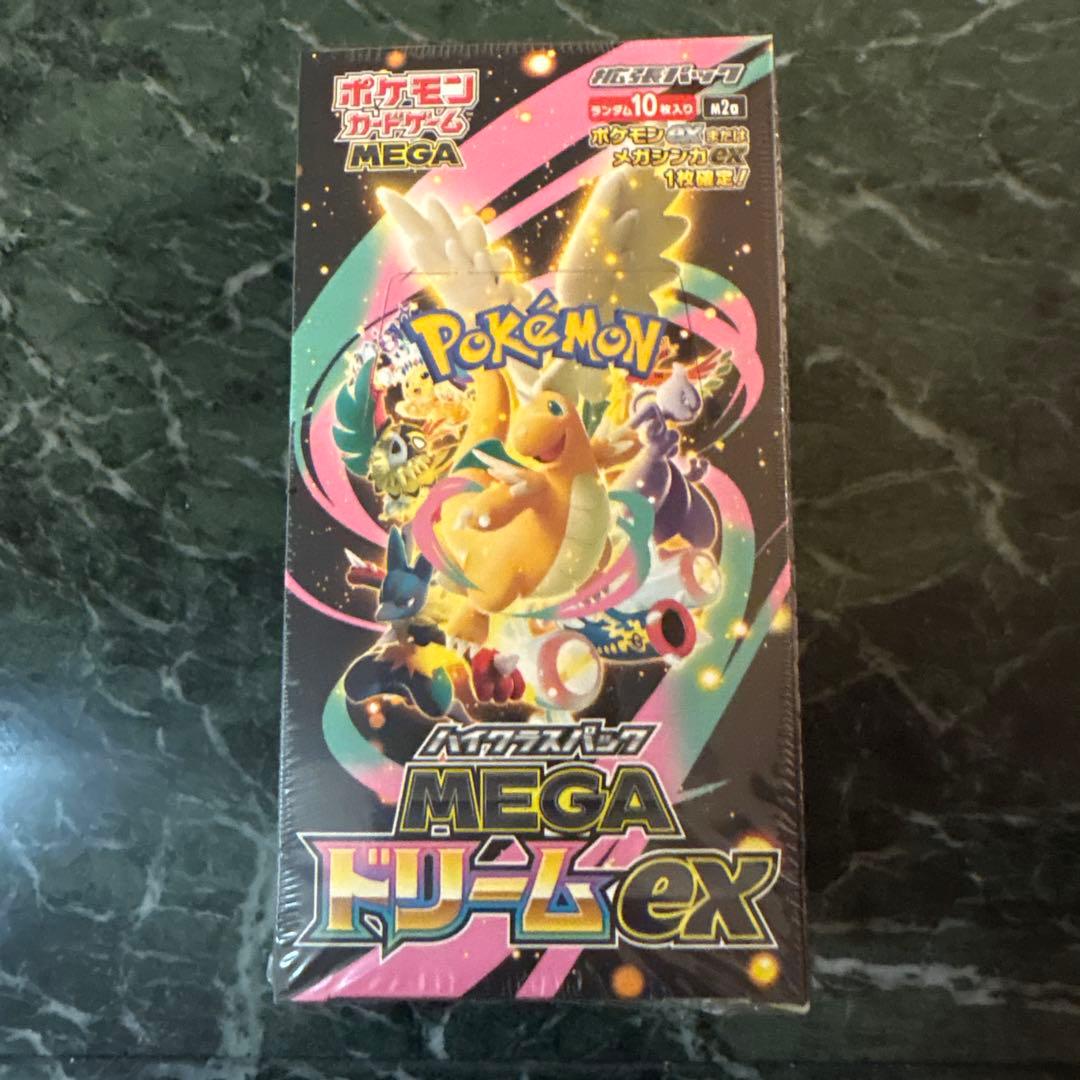 ポケモン
カードゲーム
MEGA
拡張パック
ランダム10枚入り M2a
ポケモンexまたは
メガシンカex
1枚確定!
POKÉMON
ハイクラスパック
MEGA
ドリームex